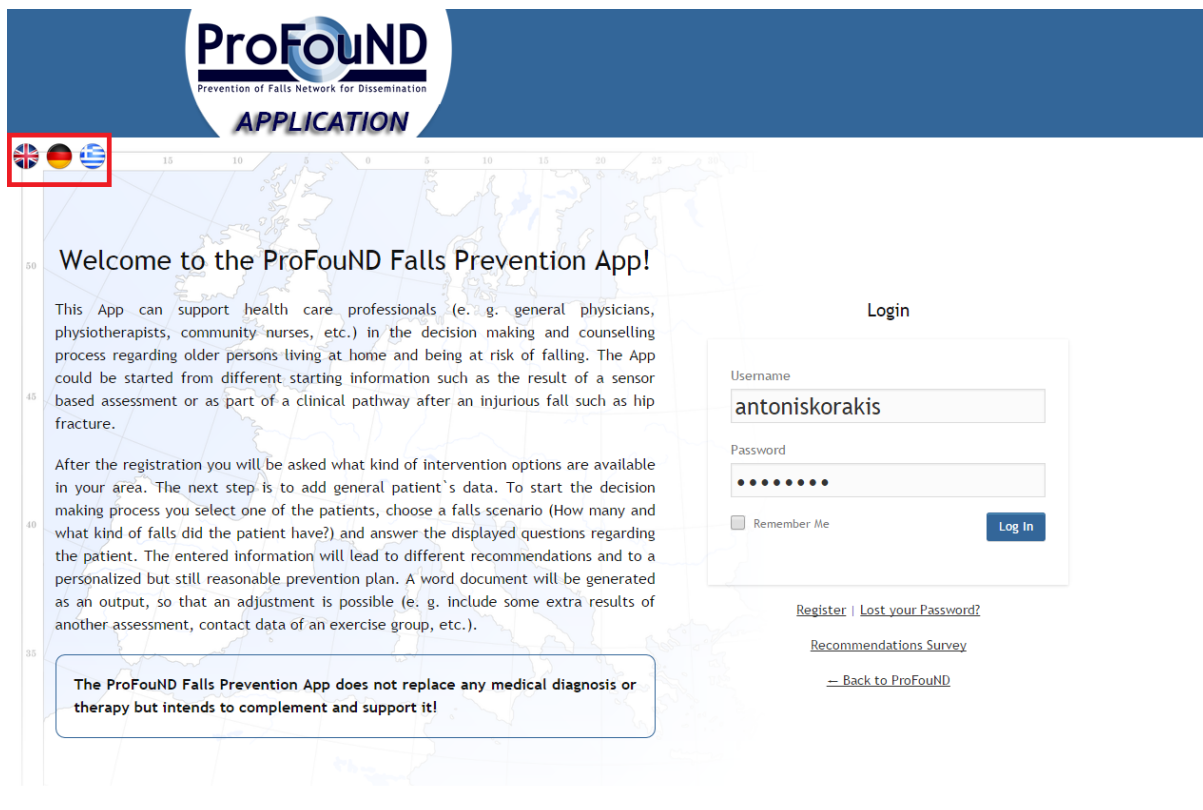 ProFouND
Prevention of Falls Network for Dissemination
APPLICATION
15 10 5 0 5 10 15 20 25
50
45
40
35
Welcome to the ProFouND Falls Prevention App!
This App can support health care professionals (e. g. general physicians,
physiotherapists, community nurses, etc.) in the decision making and counselling
process regarding older persons living at home and being at risk of falling. The App
could be started from different starting information such as the result of a sensor
based assessment or as part of a clinical pathway after an injurious fall such as hip
fracture.
After the registration you will be asked what kind of intervention options are available
in your area. The next step is to add general patient`s data. To start the decision
making process you select one of the patients, choose a falls scenario (How many and
what kind of falls did the patient have?) and answer the displayed questions regarding
the patient. The entered information will lead to different recommendations and to a
personalized but still reasonable prevention plan. A word document will be generated
as an output, so that an adjustment is possible (e. g. include some extra results of
another assessment, contact data of an exercise group, etc.).
The ProFouND Falls Prevention App does not replace any medical diagnosis or
therapy but intends to complement and support it!
Login
Username
antoniskorakis
Password
●●●●●●●●
Remember Me
Log In
Register | Lost your Password?
Recommendations Survey
← Back to ProFouND